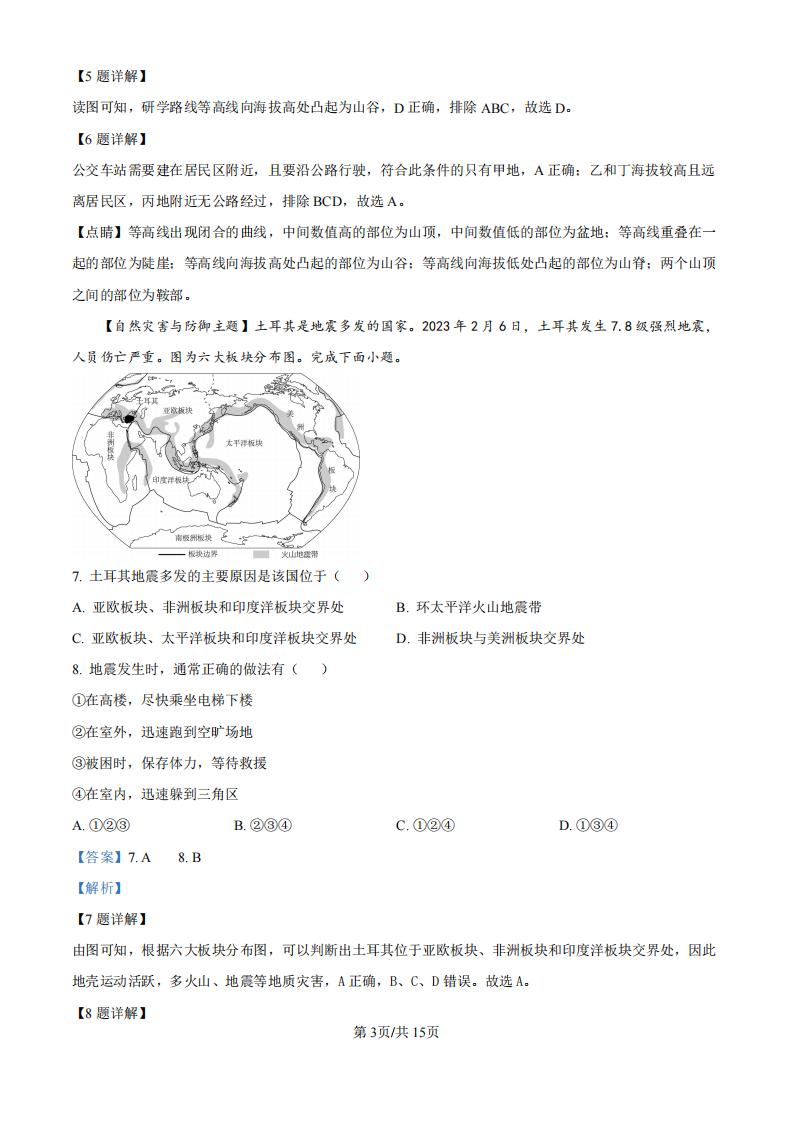 【5 题详解】
读图可知，研学路线等高线向海拔高处凸起为山谷，D 正确，排除 ABC，故选 D。
【6 题详解】
公交车站需要建在居民区附近，且要沿公路行驶，符合此条件的只有甲地，A 正确；乙和丁海拔较高且远
离居民区，丙地附近无公路经过，排除 BCD，故选 A。
【点睛】等高线出现闭合的曲线，中间数值高的部位为山顶，中间数值低的部位为盆地；等高线重叠在一
起的部位为陡崖；等高线向海拔高处凸起的部位为山谷；等高线向海拔低处凸起的部位为山脊；两个山顶
之间的部位为鞍部。
【自然灾害与防御主题】土耳其是地震多发的国家。2023 年 2 月 6 日，土耳其发生 7.8 级强烈地震，
人员伤亡严重。图为六大板块分布图。完成下面小题。
土耳其
亚欧板块
美洲板块
非洲板块
太平洋板块
印度洋板块
南极洲板块
板块边界 火山地震带
7. 土耳其地震多发的主要原因是该国位于（ ）
A. 亚欧板块、非洲板块和印度洋板块交界处 B. 环太平洋火山地震带
C. 亚欧板块、太平洋板块和印度洋板块交界处 D. 非洲板块与美洲板块交界处
8. 地震发生时，通常正确的做法有（ ）
①在高楼，尽快乘坐电梯下楼
②在室外，迅速跑到空旷场地
③被困时，保存体力，等待救援
④在室内，迅速躲到三角区
A. ①②③ B. ②③④ C. ①②④ D. ①③④
【答案】7. A 8. B
【解析】
【7 题详解】
由图可知，根据六大板块分布图，可以判断出土耳其位于亚欧板块、非洲板块和印度洋板块交界处，因此
地壳运动活跃，多火山、地震等地质灾害，A 正确，B、C、D 错误。故选 A。
【8 题详解】
第 3页/共 15页